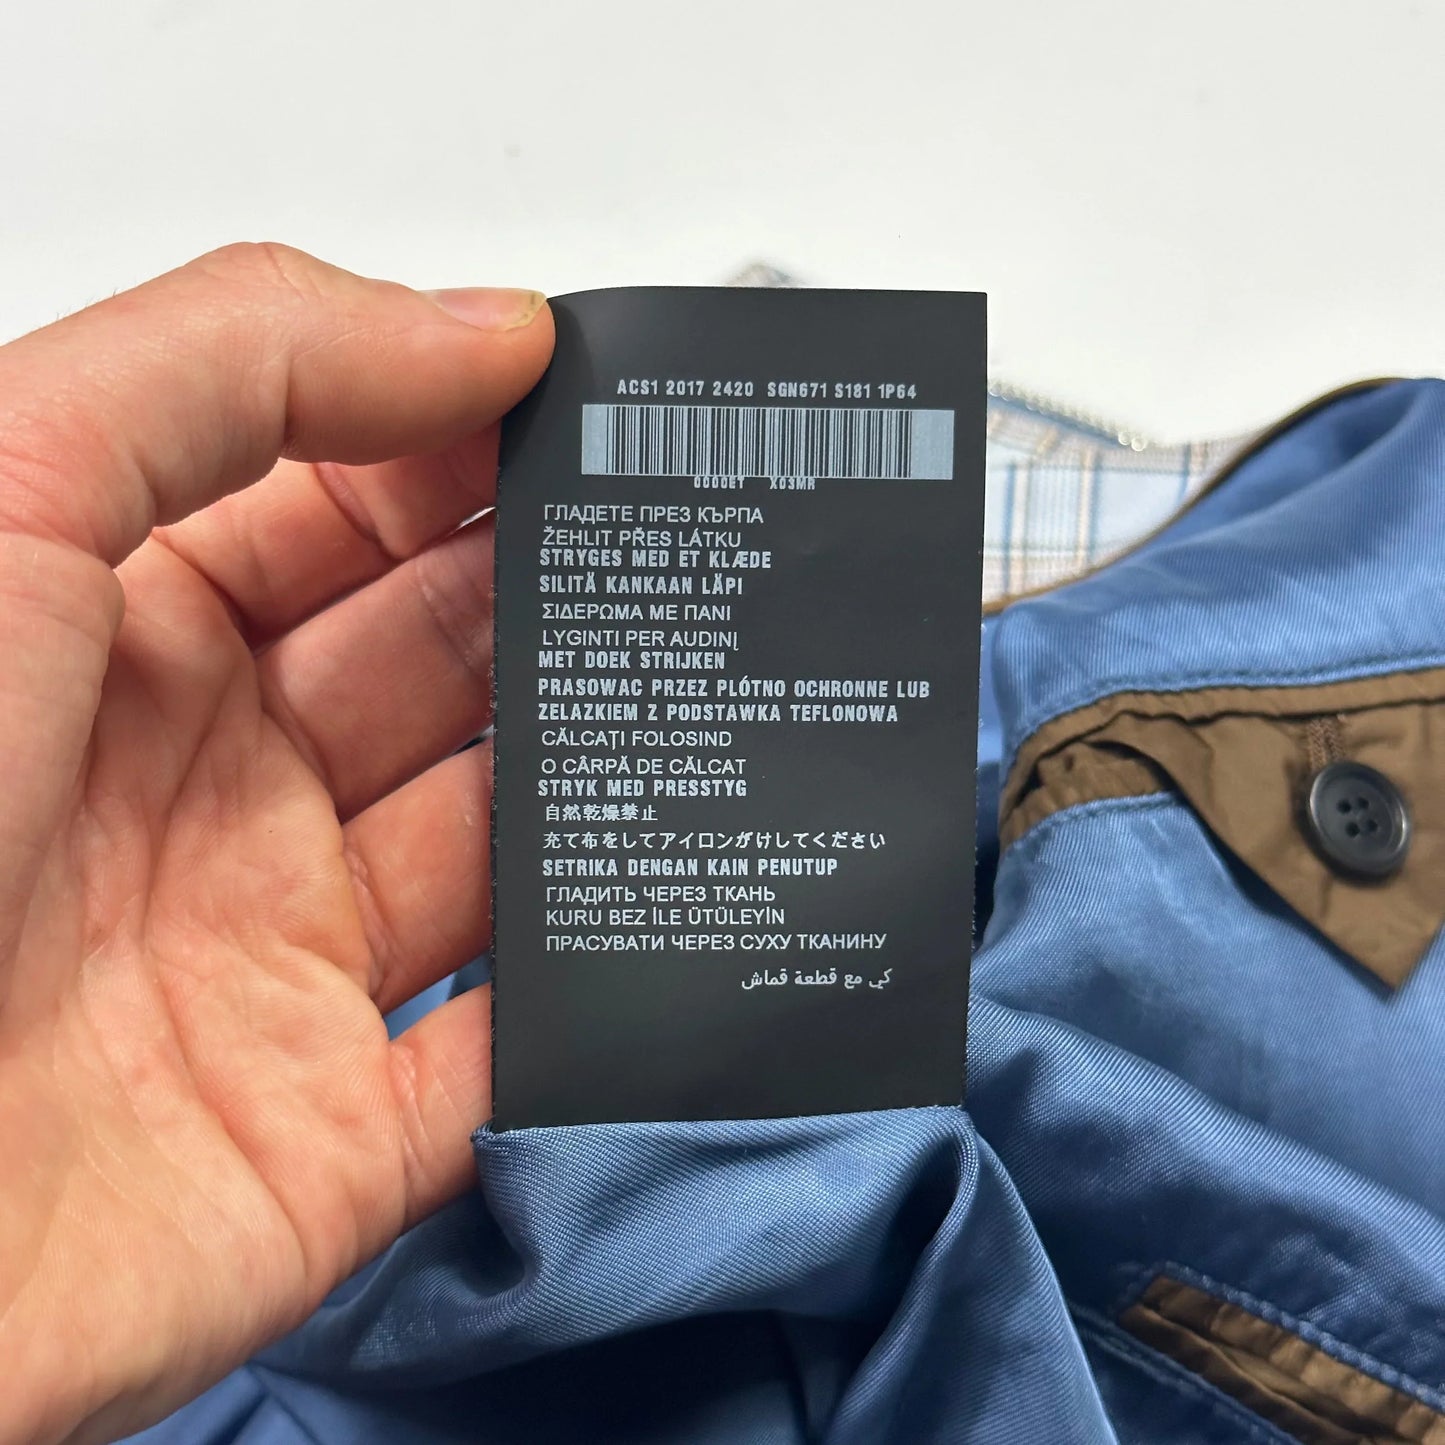 ACS1 2017 2420 SGN671 S181 1P64
0000ET X03MR
ГЛАДЕТЕ ПРЕЗ КЪРПА
ŽEHLIT PŘES LÁTKU
STRYGES MED ET KLÆDE
SILITÄ KANKAAN LÄPI
ΣΙΔΕΡΩΜΑ ΜΕ ΠΑΝΙ
LYGINTI PER AUDINĮ
MET DOEK STRIJKEN
PRASOWAC PRZEZ PLÓTNO OCHRONNE LUB
ZELAZKIEM Z PODSTAWKA TEFLONOWA
CĂLCAȚI FOLOSIND
O CÂRPĂ DE CĂLCAT
STRYK MED PRESSTYG
自然乾燥禁止
充て布をしてアイロンがけしてください
SETRIKA DENGAN KAIN PENUTUP
ГЛАДИТЬ ЧЕРЕЗ ТКАНЬ
KURU BEZ İLE ÜTÜLEYİN
ПРАСУВАТИ ЧЕРЕЗ СУХУ ТКАНИНУ
كي مع قطعة قماش